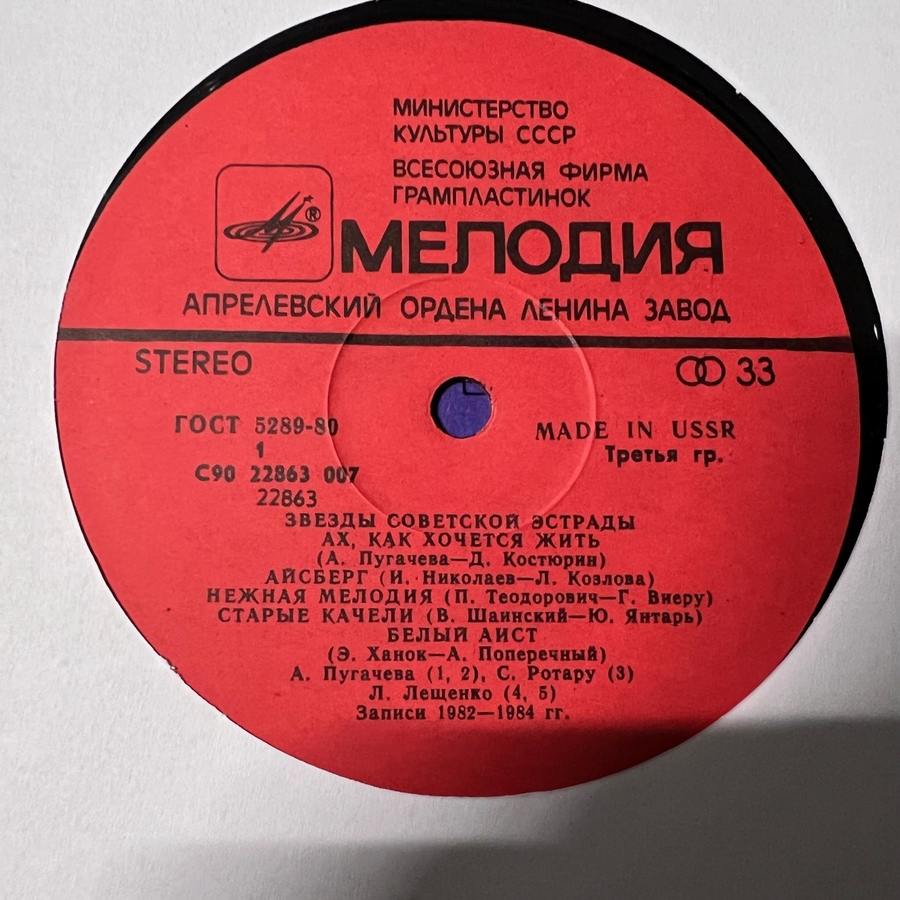 МИНИСТЕРСТВО
КУЛЬТУРЫ СССР
ВСЕСОЮЗНАЯ ФИРМА
ГРАМПЛАСТИНОК
®
МЕЛОДИЯ
АПРЕЛЕВСКИЙ ОРДЕНА ЛЕНИНА ЗАВОД
STEREO
33
ГОСТ 5289-80
MADE IN USSR
1
Третья гр.
С90 22863 007
22863
ЗВЕЗДЫ СОВЕТСКОЙ ЭСТРАДЫ
АХ, КАК ХОЧЕТСЯ ЖИТЬ
(А. Пугачева—Д. Костюрин)
АЙСБЕРГ (И. Николаев—Л. Козлова)
НЕЖНАЯ МЕЛОДИЯ (П. Теодорович—Г. Виеру)
СТАРЫЕ КАЧЕЛИ (В. Шаинский—Ю. Янтарь)
БЕЛЫЙ АИСТ
(Э. Ханок—А. Поперечный)
А. Пугачева (1, 2), С. Ротару (3)
Л. Лещенко (4, 5)
Записи 1982—1984 гг.